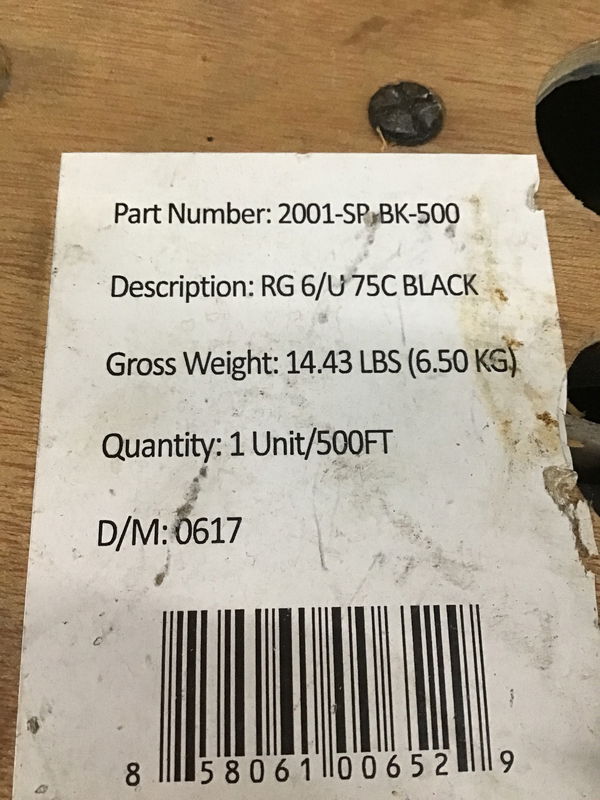 Part Number: 2001-SP-BK-500
Description: RG 6/U 75C BLACK
Gross Weight: 14.43 LBS (6.50 KG)
Quantity: 1 Unit/500FT
D/M: 0617
8 58061 00652 9